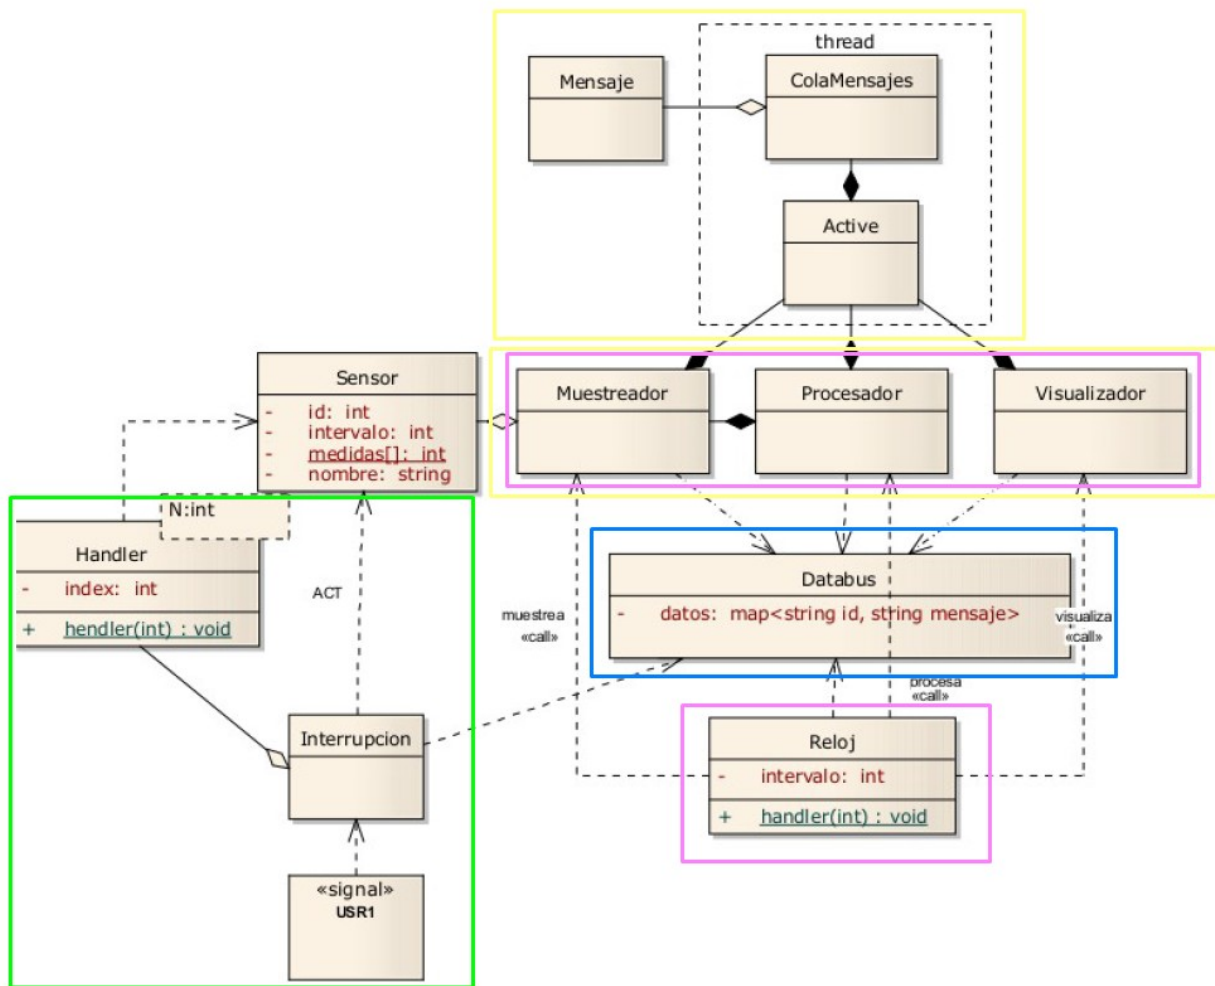 thread
Mensaje
ColaMensajes
Active
Sensor
- id: int
- intervalo: int
- medidas[]: int
- nombre: string
Muestreador
Procesador
Visualizador
N:int
Handler
- index: int
+ hendler(int) : void
ACT
muestrea
«call»
Databus
- datos: map<string id, string mensaje>
visualiza
«call»
procesa
«call»
Interrupcion
Reloj
- intervalo: int
+ handler(int) : void
«signal»
USR1